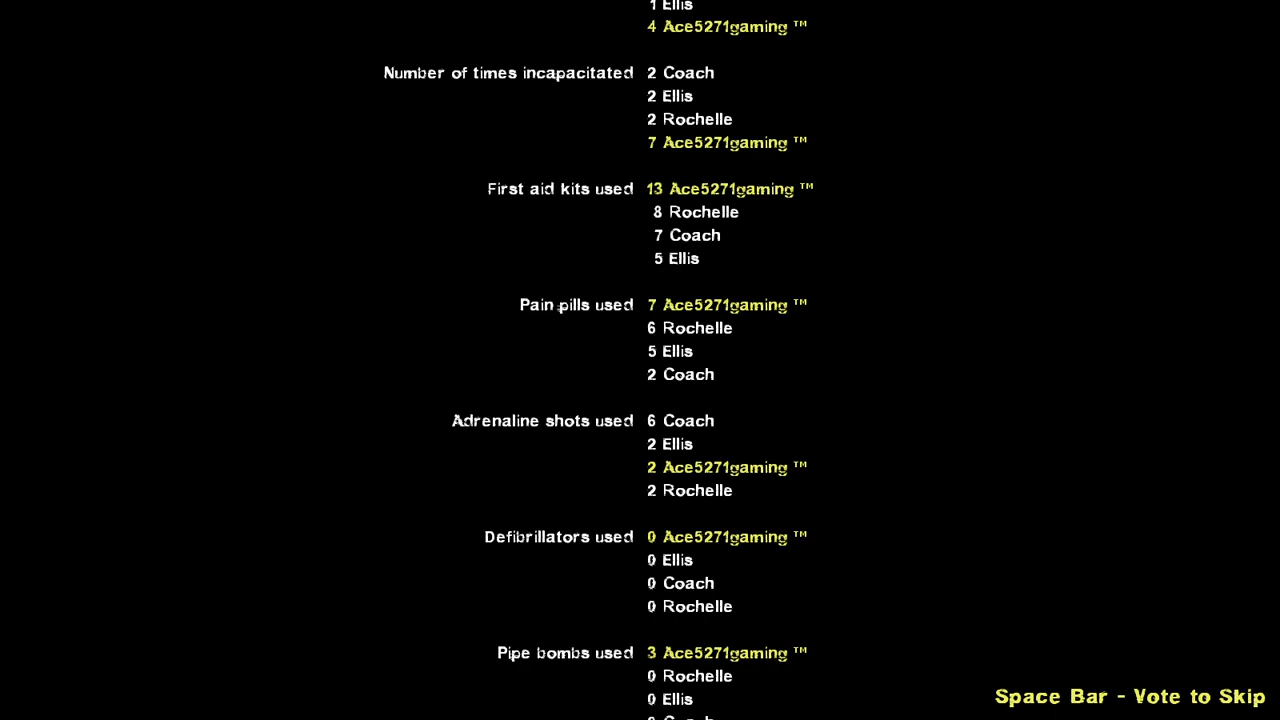 1 Ellis
4 Ace5271gaming ™
Number of times incapacitated 2 Coach
2 Ellis
2 Rochelle
7 Ace5271gaming ™
First aid kits used 13 Ace5271gaming ™
8 Rochelle
7 Coach
5 Ellis
Pain pills used 7 Ace5271gaming ™
6 Rochelle
5 Ellis
2 Coach
Adrenaline shots used 6 Coach
2 Ellis
2 Ace5271gaming ™
2 Rochelle
Defibrillators used 0 Ace5271gaming ™
0 Ellis
0 Coach
0 Rochelle
Pipe bombs used 3 Ace5271gaming ™
0 Rochelle
0 Ellis
Space Bar - Vote to Skip